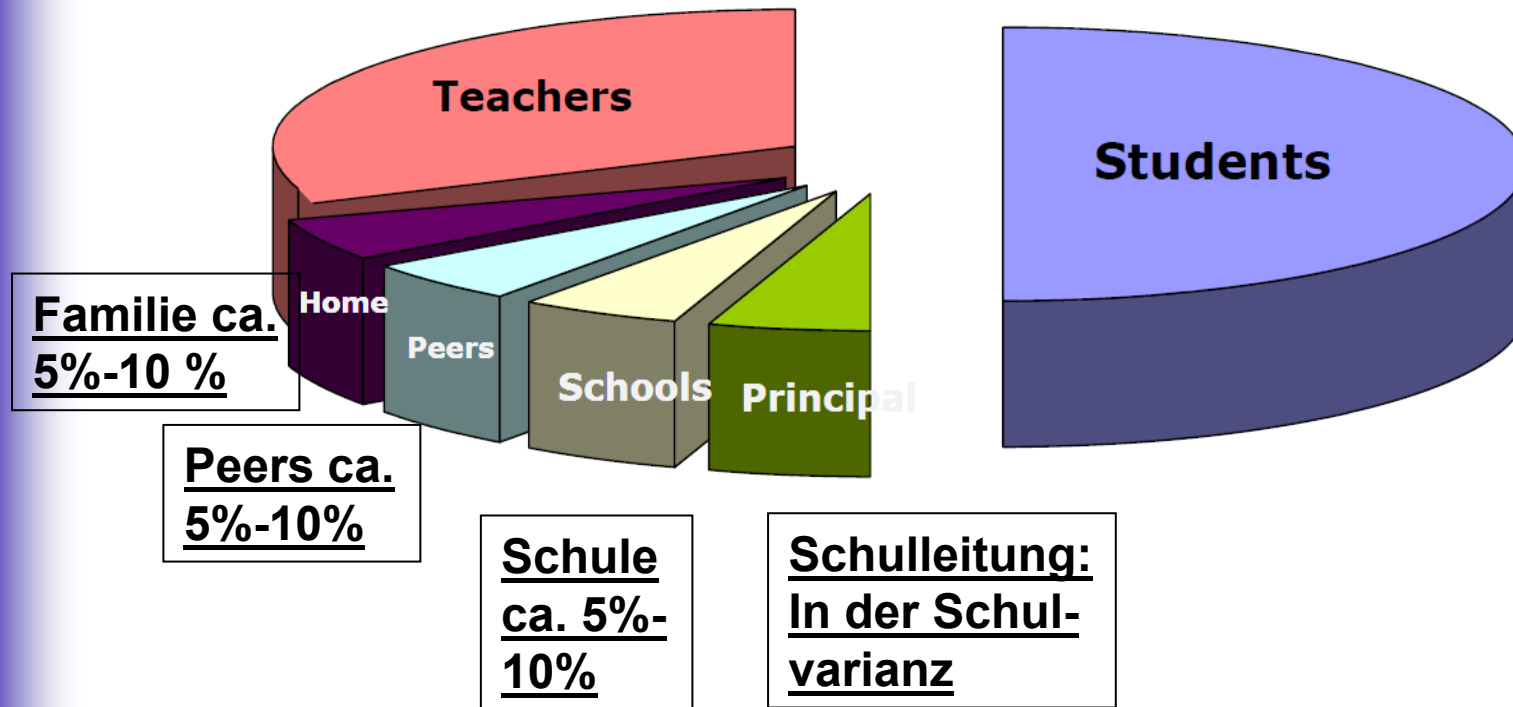 Teachers
Students
Home
Peers
Schools
Principal
Familie ca.
5%-10 %
Peers ca.
5%-10%
Schule
ca. 5%-
10%
Schulleitung:
In der Schul-
varianz